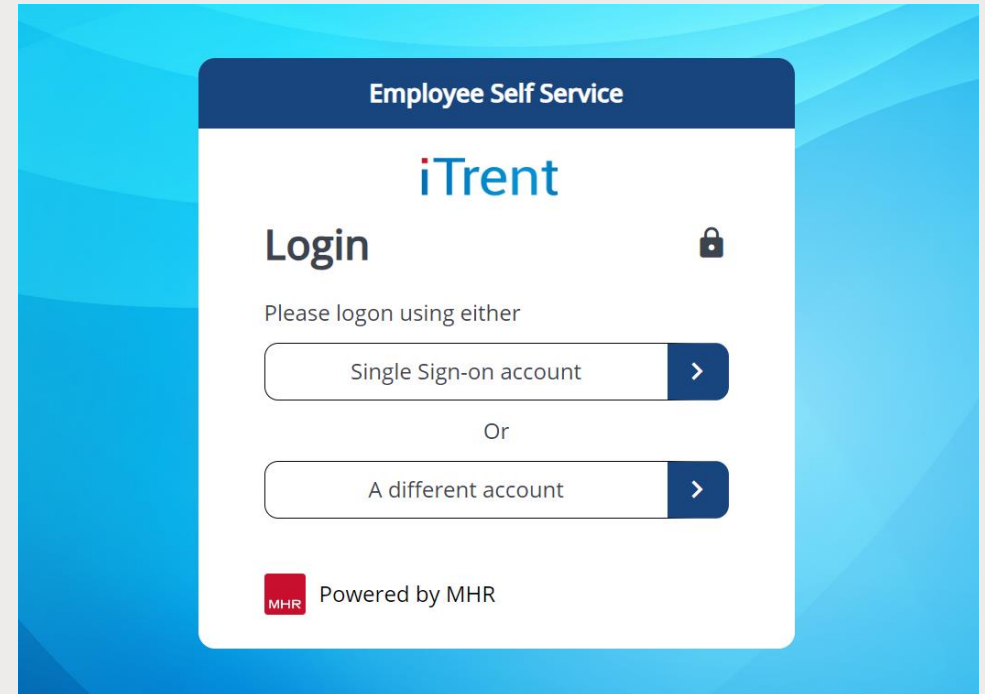 Employee Self Service
iTrent
Login
Please logon using either
Single Sign-on account
Or
A different account
MHR Powered by MHR